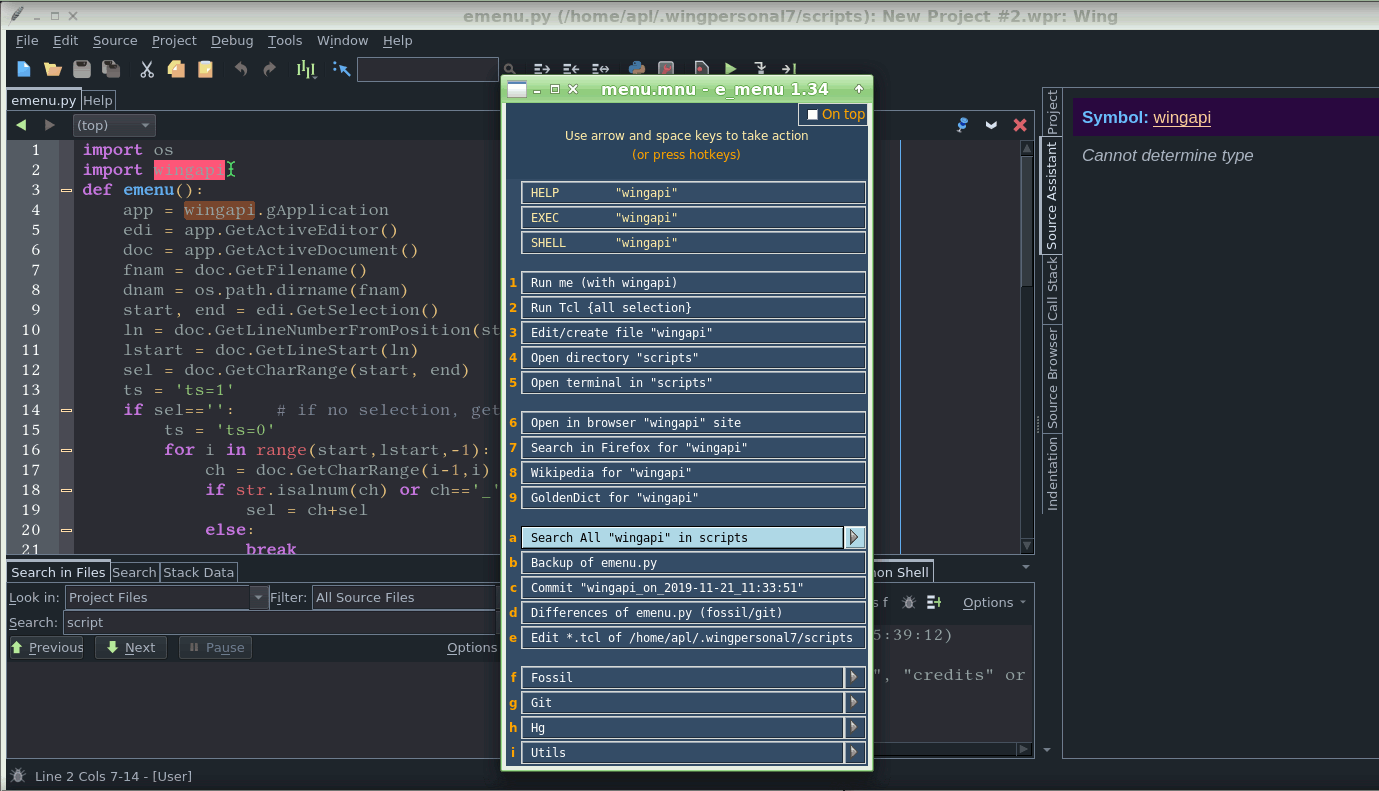 emenu.py (/home/apl/.wingpersonal7/scripts): New Project #2.wpr: Wing
File Edit Source Project Debug Tools Window Help
emenu.py Help
(top)
1 import os
2 import wingapi
3 def emenu():
4 app = wingapi.gApplication
5 edi = app.GetActiveEditor()
6 doc = app.GetActiveDocument()
7 fnam = doc.GetFilename()
8 dnam = os.path.dirname(fnam)
9 start, end = edi.GetSelection()
10 ln = doc.GetLineNumberFromPosition(st
11 lstart = doc.GetLineStart(ln)
12 sel = doc.GetCharRange(start, end)
13 ts = 'ts=1'
14 if sel=='': # if no selection, get
15 ts = 'ts=0'
16 for i in range(start,lstart,-1):
17 ch = doc.GetCharRange(i-1,i)
18 if str.isalnum(ch) or ch=='_'
19 sel = ch+sel
20 else:
21 break
menu.mnu - e_menu 1.34
On top
Use arrow and space keys to take action
(or press hotkeys)
HELP "wingapi"
EXEC "wingapi"
SHELL "wingapi"
1 Run me (with wingapi)
2 Run Tcl {all selection}
3 Edit/create file "wingapi"
4 Open directory "scripts"
5 Open terminal in "scripts"
6 Open in browser "wingapi" site
7 Search in Firefox for "wingapi"
8 Wikipedia for "wingapi"
9 GoldenDict for "wingapi"
a Search All "wingapi" in scripts
b Backup of emenu.py
c Commit "wingapi_on_2019-11-21_11:33:51"
d Differences of emenu.py (fossil/git)
e Edit *.tcl of /home/apl/.wingpersonal7/scripts
f Fossil
g Git
h Hg
i Utils
Project
Source Assistant
Call Stack
Source Browser
Indentation
Symbol: wingapi
Cannot determine type
Search in Files Search Stack Data
Look in: Project Files Filter: All Source Files
Search: script
Previous Next Pause Options
on Shell
s f Options
5:39:12)
", "credits" or
Line 2 Cols 7-14 - [User]